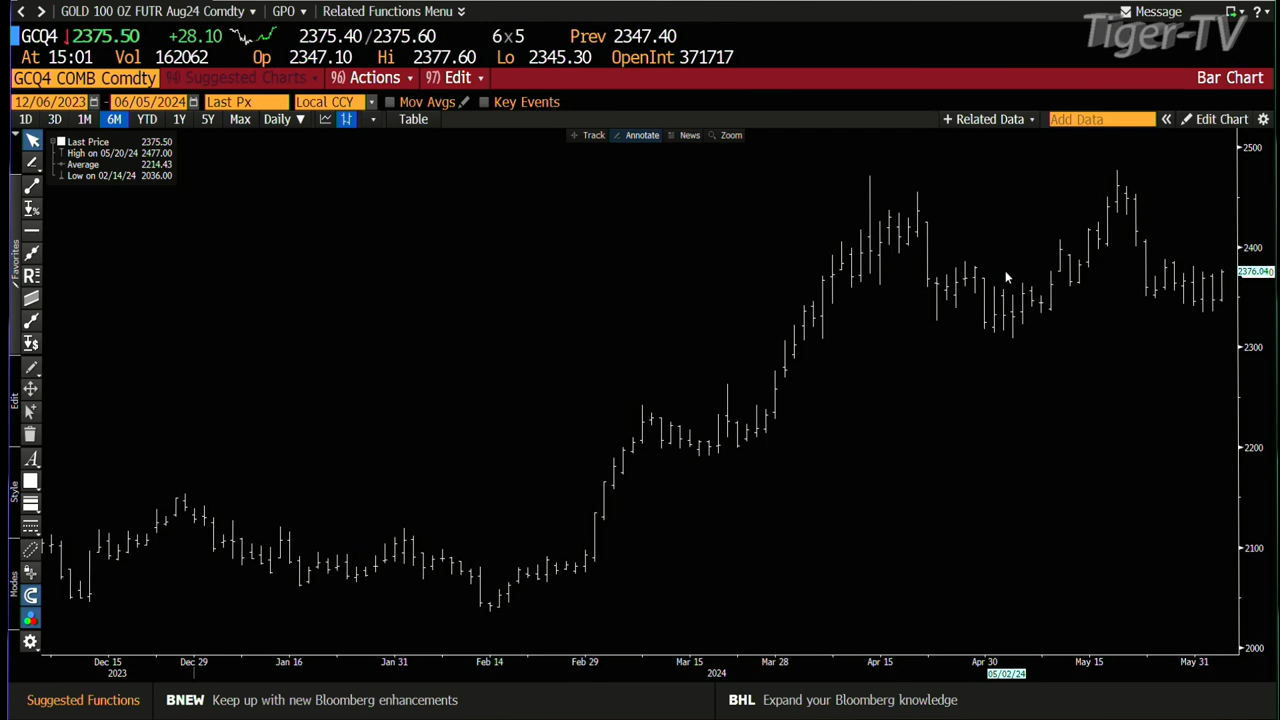 GOLD 100 OZ FUTR Aug24 Comdty GPO Related Functions Menu Message ?
Tiger-TV
GCQ4 2375.50 +28.10 2375.40/2375.60 6x5 Prev 2347.40
At 15:01 Vol 162062 Op 2347.10 Hi 2377.60 Lo 2345.30 OpenInt 371717
GCQ4 COMB Comdty 94) Suggested Charts 96) Actions 97) Edit Bar Chart
12/06/2023 - 06/05/2024 Last Px Local CCY Mov Avgs Key Events
1D 3D 1M 6M YTD 1Y 5Y Max Daily Table + Related Data Add Data « Edit Chart
Track Annotate News Zoom
Last Price 2375.50
High on 05/20/24 2477.00
Average 2214.43
Low on 02/14/24 2036.00
Favorites
Edit
Style
Modes
2500
2400
2376.04
2300
2200
2100
2000
Dec 15 Dec 29 Jan 16 Jan 31 Feb 14 Feb 29 Mar 15 Mar 28 Apr 15 Apr 30 May 15 May 31
2023 2024 05/02/24
Suggested Functions BNEW Keep up with new Bloomberg enhancements BHL Expand your Bloomberg knowledge